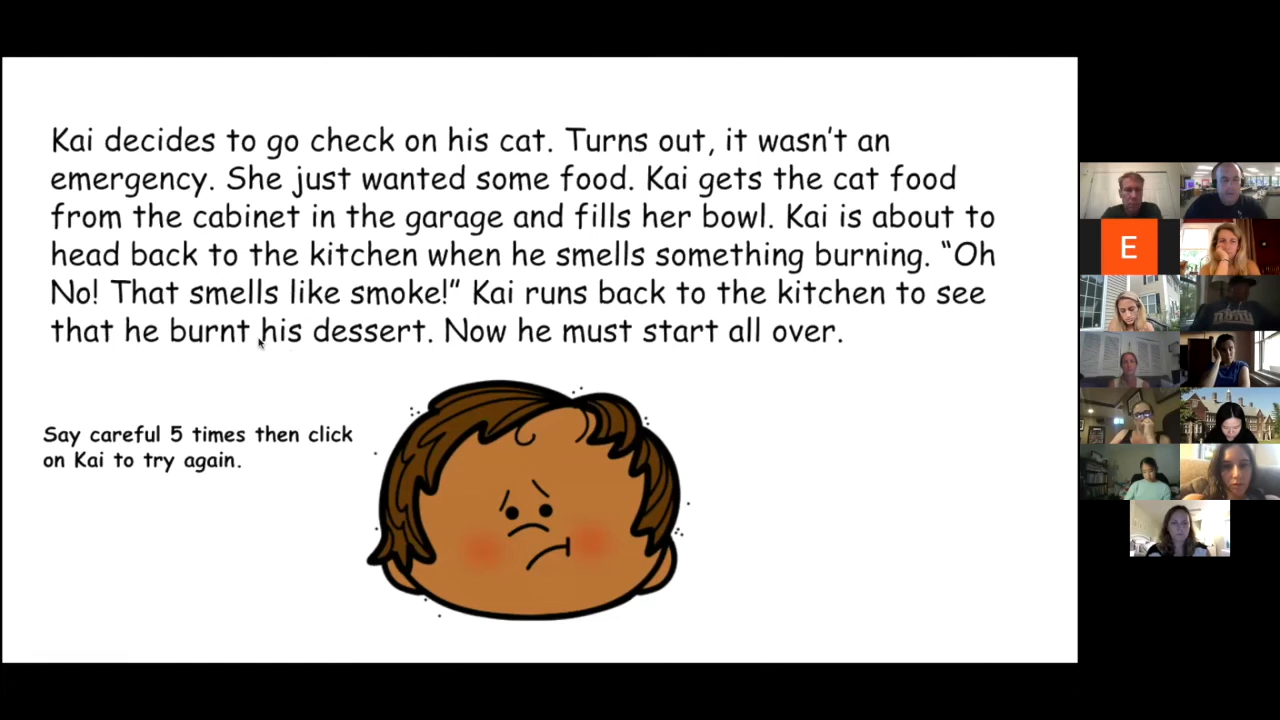 Kai decides to go check on his cat. Turns out, it wasn't an
emergency. She just wanted some food. Kai gets the cat food
from the cabinet in the garage and fills her bowl. Kai is about to
head back to the kitchen when he smells something burning. “Oh
No! That smells like smoke!” Kai runs back to the kitchen to see
that he burnt his dessert. Now he must start all over.
Say careful 5 times then click
on Kai to try again.
E